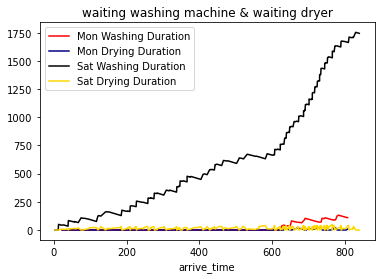 waiting washing machine & waiting dryer
Mon Washing Duration
Mon Drying Duration
Sat Washing Duration
Sat Drying Duration
1750
1500
1250
1000
750
500
250
0
0 200 400 600 800
arrive_time